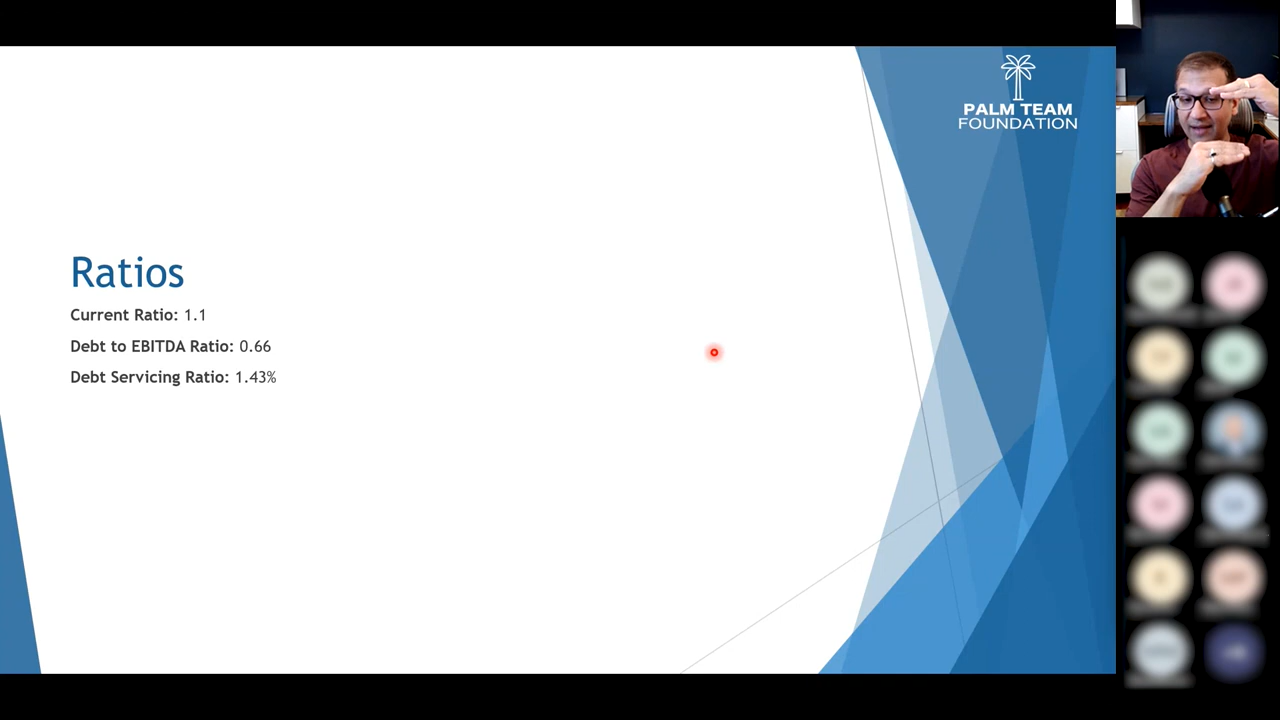 PALM TEAM
FOUNDATION
Ratios
Current Ratio: 1.1
Debt to EBITDA Ratio: 0.66
Debt Servicing Ratio: 1.43%